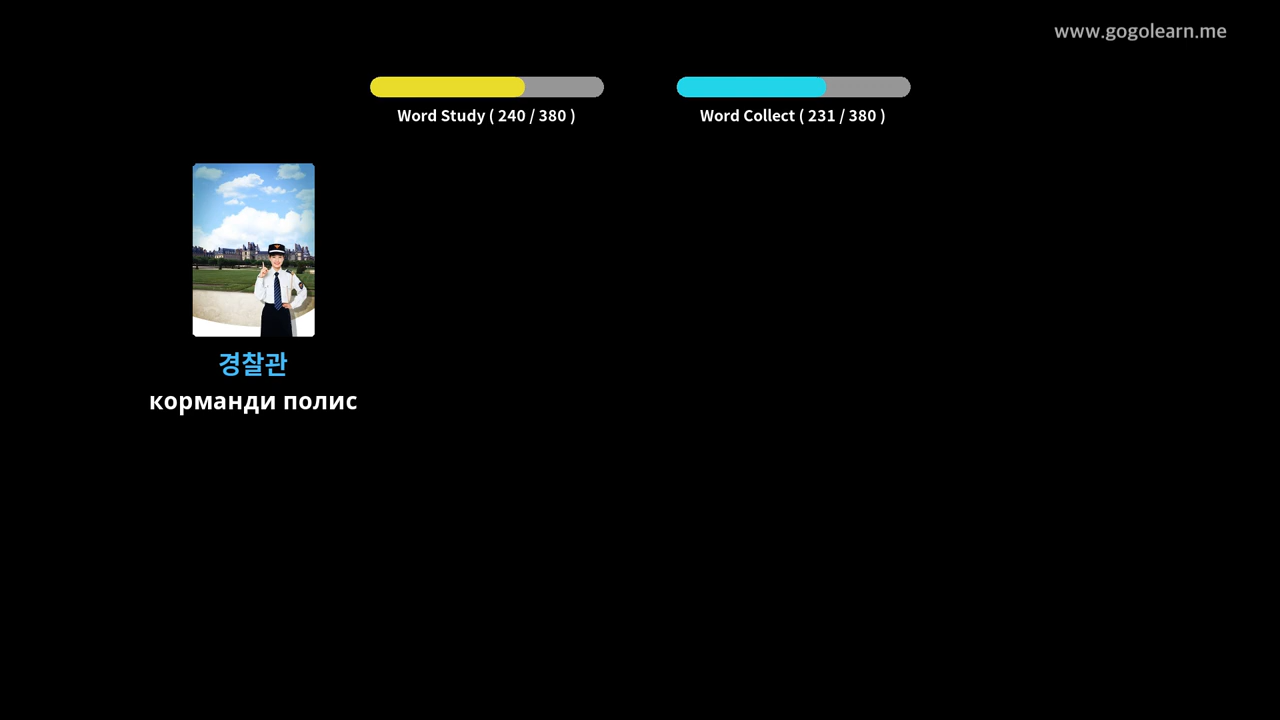 www.gogolearn.me
Word Study ( 240 / 380 )
Word Collect ( 231 / 380 )
경찰관
корманди полис